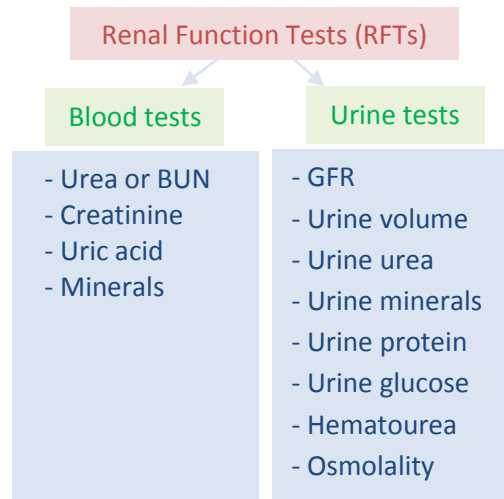 Renal Function Tests (RFTs)
Blood tests
- Urea or BUN
- Creatinine
- Uric acid
- Minerals
Urine tests
- GFR
- Urine volume
- Urine urea
- Urine minerals
- Urine protein
- Urine glucose
- Hematourea
- Osmolality